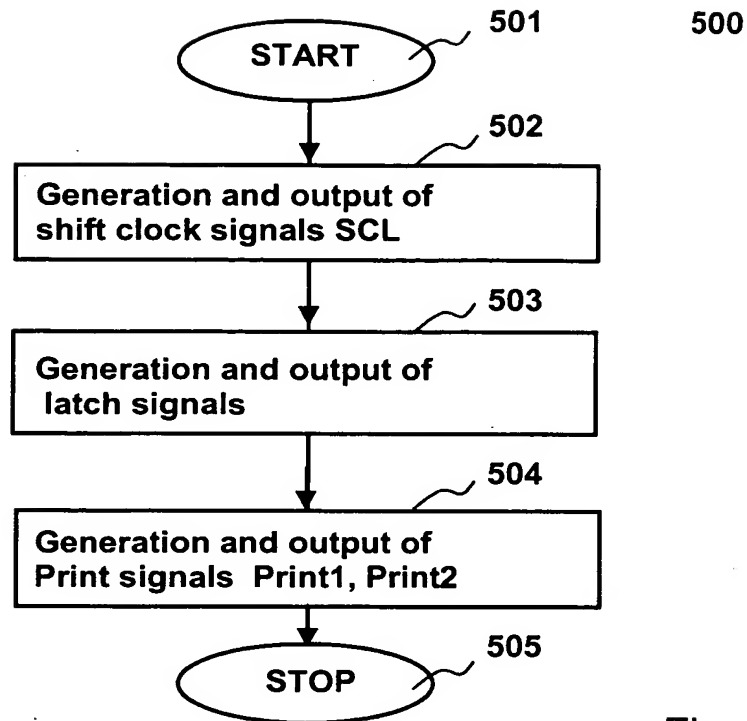 501
500
START
502
Generation and output of
shift clock signals SCL
503
Generation and output of
latch signals
504
Generation and output of
Print signals Print1, Print2
505
STOP